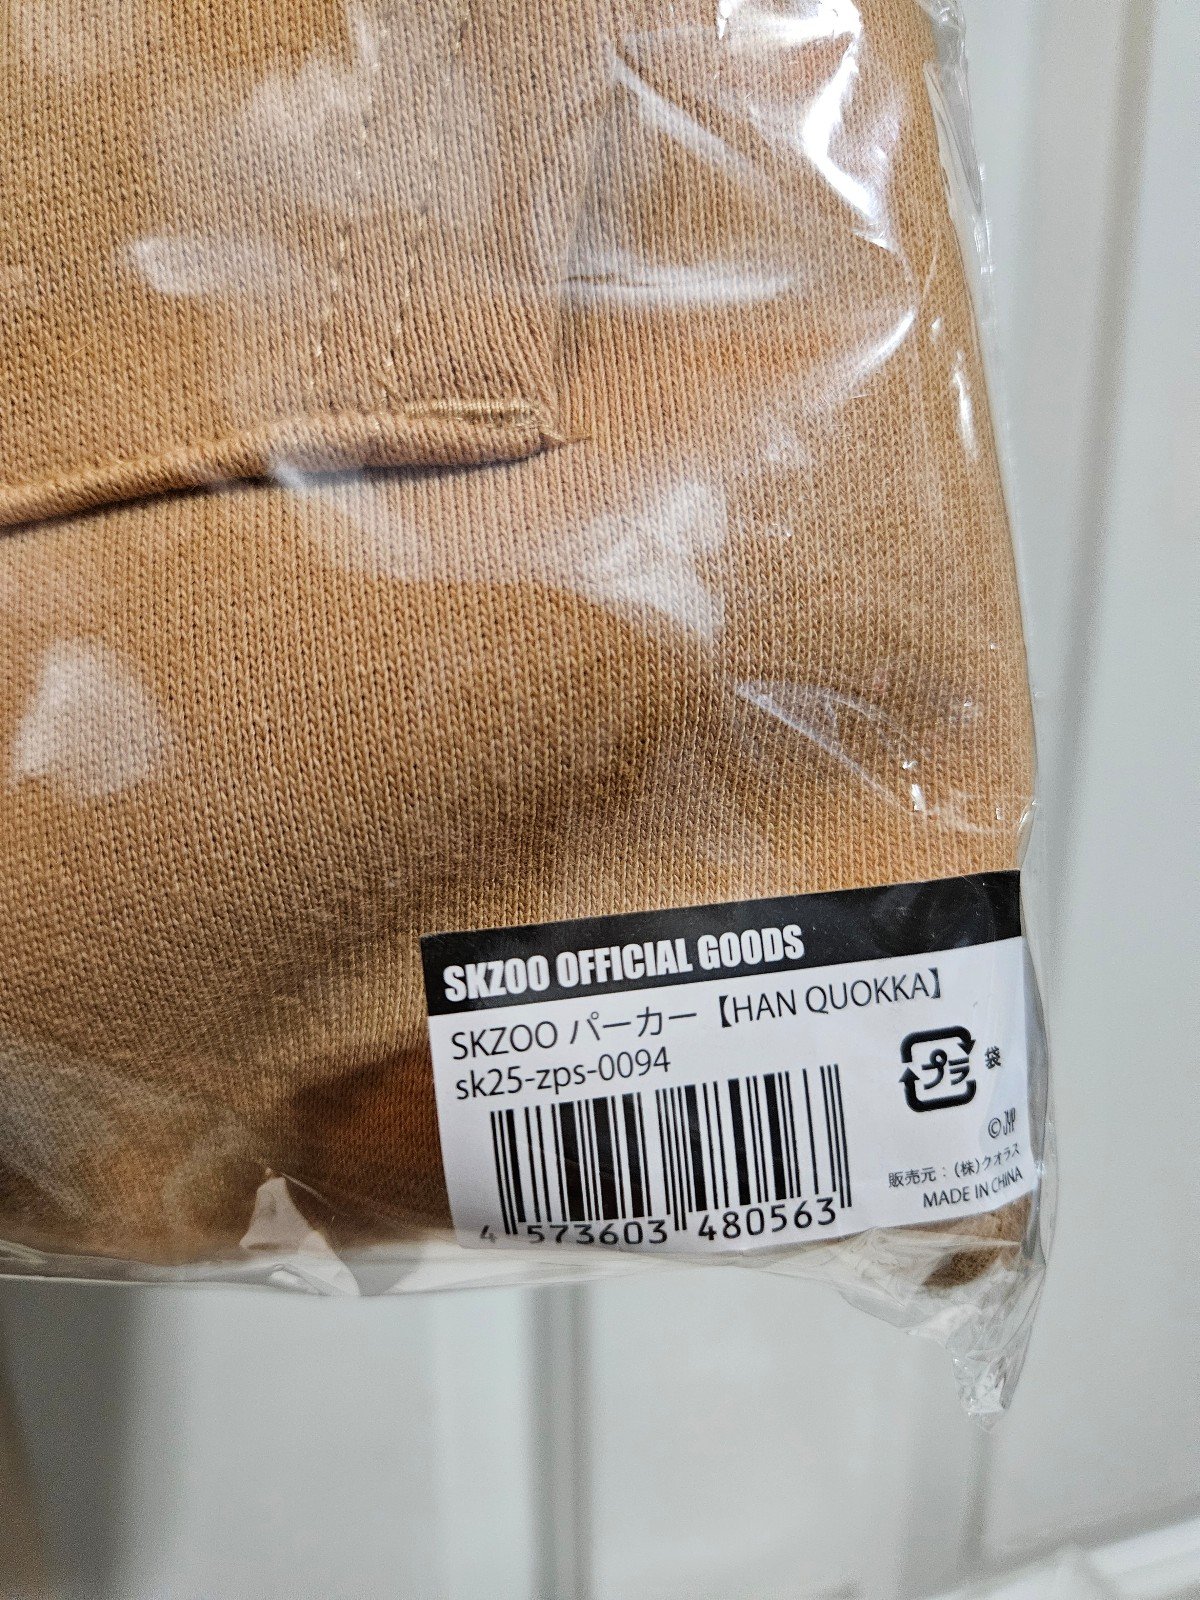 SKZOO OFFICIAL GOODS
SKZOO パーカー【HAN QUOKKA】
sk25-zps-0094
プラ 袋
©JYP
販売元：(株)クオラス
MADE IN CHINA
4 573603 480563